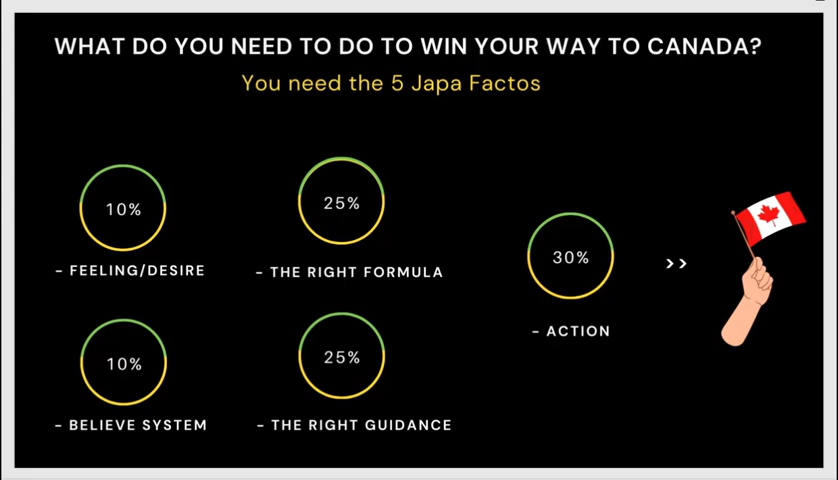 WHAT DO YOU NEED TO DO TO WIN YOUR WAY TO CANADA?
You need the 5 Japa Factos
10%
- FEELING/DESIRE
25%
- THE RIGHT FORMULA
30%
- ACTION
>>
10%
- BELIEVE SYSTEM
25%
- THE RIGHT GUIDANCE